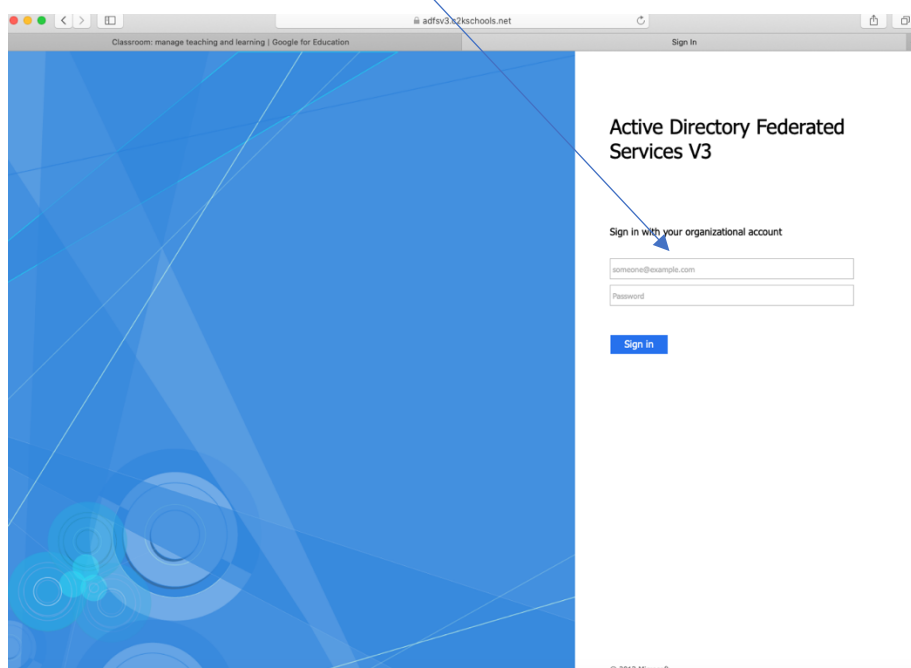 adfsv3.c2kschools.net
Classroom: manage teaching and learning | Google for Education
Sign In
Active Directory Federated
Services V3
Sign in with your organizational account
someone@example.com
Password
Sign in